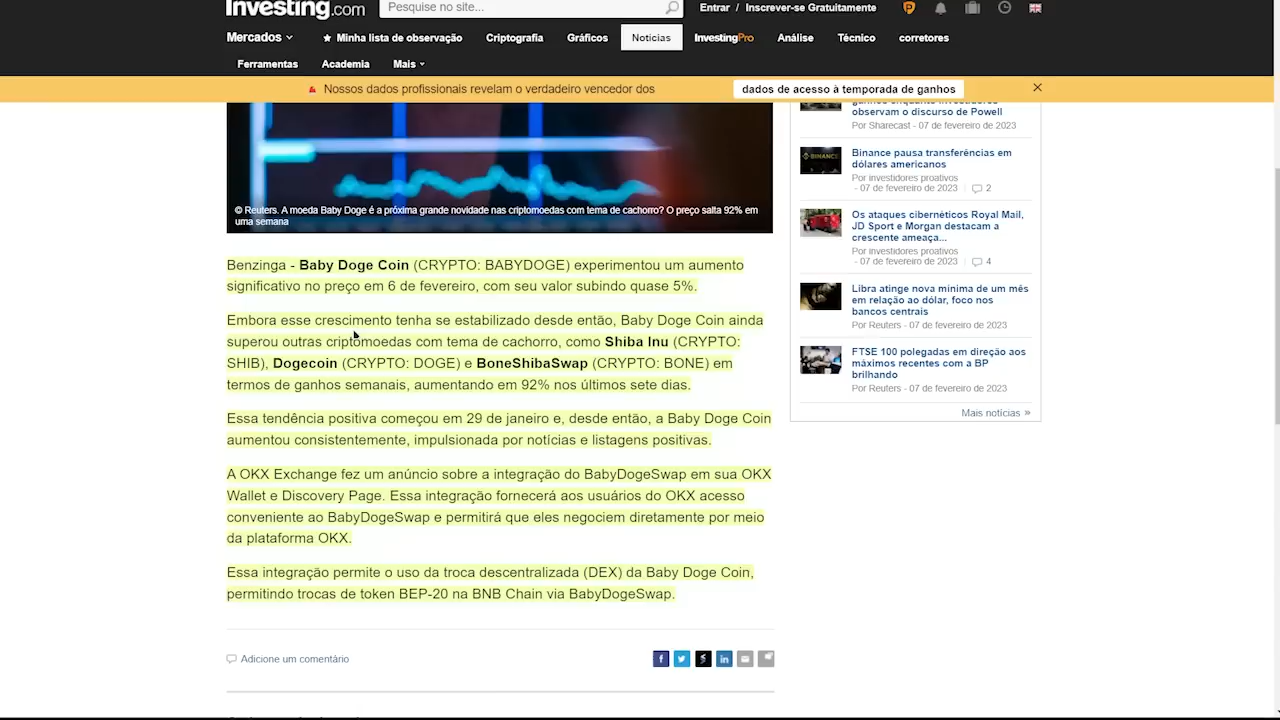 Investing.com
Pesquise no site...
Entrar / Inscrever-se Gratuitamente
Mercados
Minha lista de observação
Criptografia
Gráficos
Notícias
InvestingPro
Análise
Técnico
corretores
Ferramentas
Academia
Mais
Nossos dados profissionais revelam o verdadeiro vencedor dos
dados de acesso à temporada de ganhos
© Reuters. A moeda Baby Doge é a próxima grande novidade nas criptomoedas com tema de cachorro? O preço salta 92% em
uma semana
Benzinga - Baby Doge Coin (CRYPTO: BABYDOGE) experimentou um aumento
significativo no preço em 6 de fevereiro, com seu valor subindo quase 5%.
Embora esse crescimento tenha se estabilizado desde então, Baby Doge Coin ainda
superou outras criptomoedas com tema de cachorro, como Shiba Inu (CRYPTO:
SHIB), Dogecoin (CRYPTO: DOGE) e BoneShibaSwap (CRYPTO: BONE) em
termos de ganhos semanais, aumentando em 92% nos últimos sete dias.
Essa tendência positiva começou em 29 de janeiro e, desde então, a Baby Doge Coin
aumentou consistentemente, impulsionada por notícias e listagens positivas.
A OKX Exchange fez um anúncio sobre a integração do BabyDogeSwap em sua OKX
Wallet e Discovery Page. Essa integração fornecerá aos usuários do OKX acesso
conveniente ao BabyDogeSwap e permitirá que eles negociem diretamente por meio
da plataforma OKX.
Essa integração permite o uso da troca descentralizada (DEX) da Baby Doge Coin,
permitindo trocas de token BEP-20 na BNB Chain via BabyDogeSwap.
Adicione um comentário
ganhos enquanto investidores
observam o discurso de Powell
Por Sharecast - 07 de fevereiro de 2023
Binance pausa transferências em
dólares americanos
Por investidores proativos
- 07 de fevereiro de 2023 2
Os ataques cibernéticos Royal Mail,
JD Sport e Morgan destacam a
crescente ameaça...
Por investidores proativos
- 07 de fevereiro de 2023 4
Libra atinge nova mínima de um mês
em relação ao dólar, foco nos
bancos centrais
Por Reuters - 07 de fevereiro de 2023
FTSE 100 polegadas em direção aos
máximos recentes com a BP
brilhando
Por Reuters - 07 de fevereiro de 2023
Mais notícias »